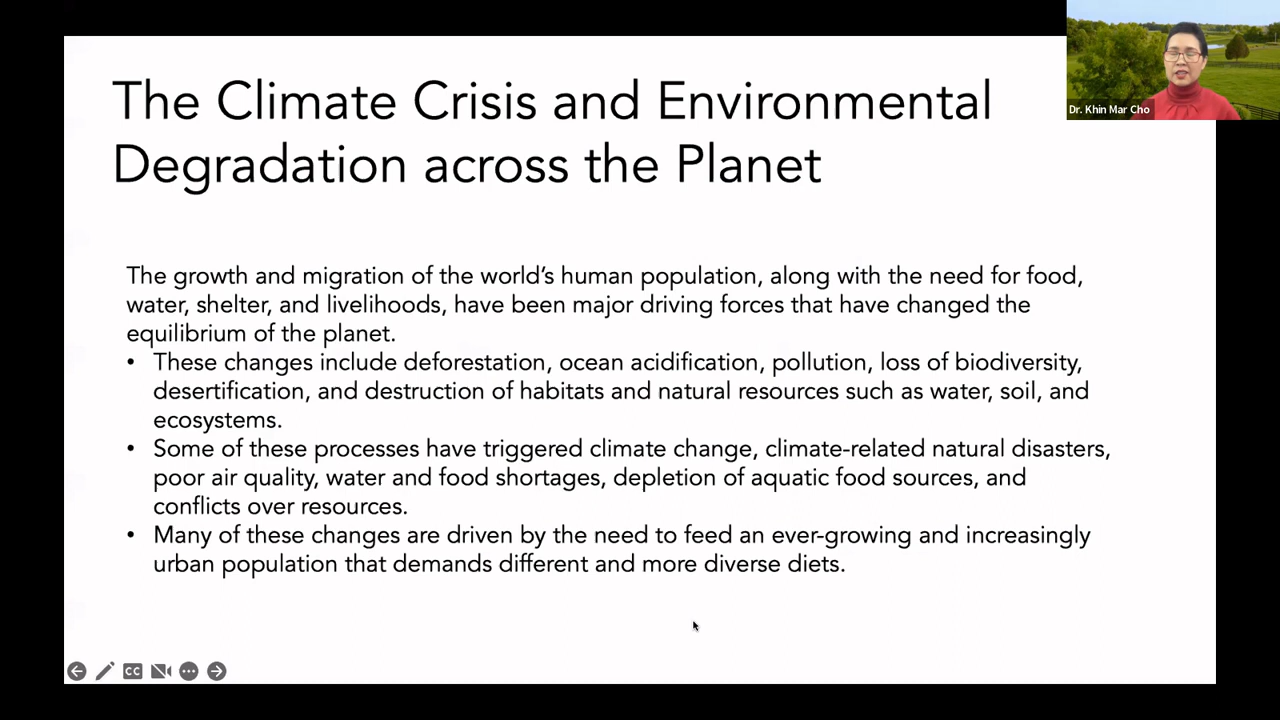 The Climate Crisis and Environmental
Degradation across the Planet
Dr. Khin Mar Cho
The growth and migration of the world’s human population, along with the need for food,
water, shelter, and livelihoods, have been major driving forces that have changed the
equilibrium of the planet.
• These changes include deforestation, ocean acidification, pollution, loss of biodiversity,
desertification, and destruction of habitats and natural resources such as water, soil, and
ecosystems.
• Some of these processes have triggered climate change, climate-related natural disasters,
poor air quality, water and food shortages, depletion of aquatic food sources, and
conflicts over resources.
• Many of these changes are driven by the need to feed an ever-growing and increasingly
urban population that demands different and more diverse diets.
CC